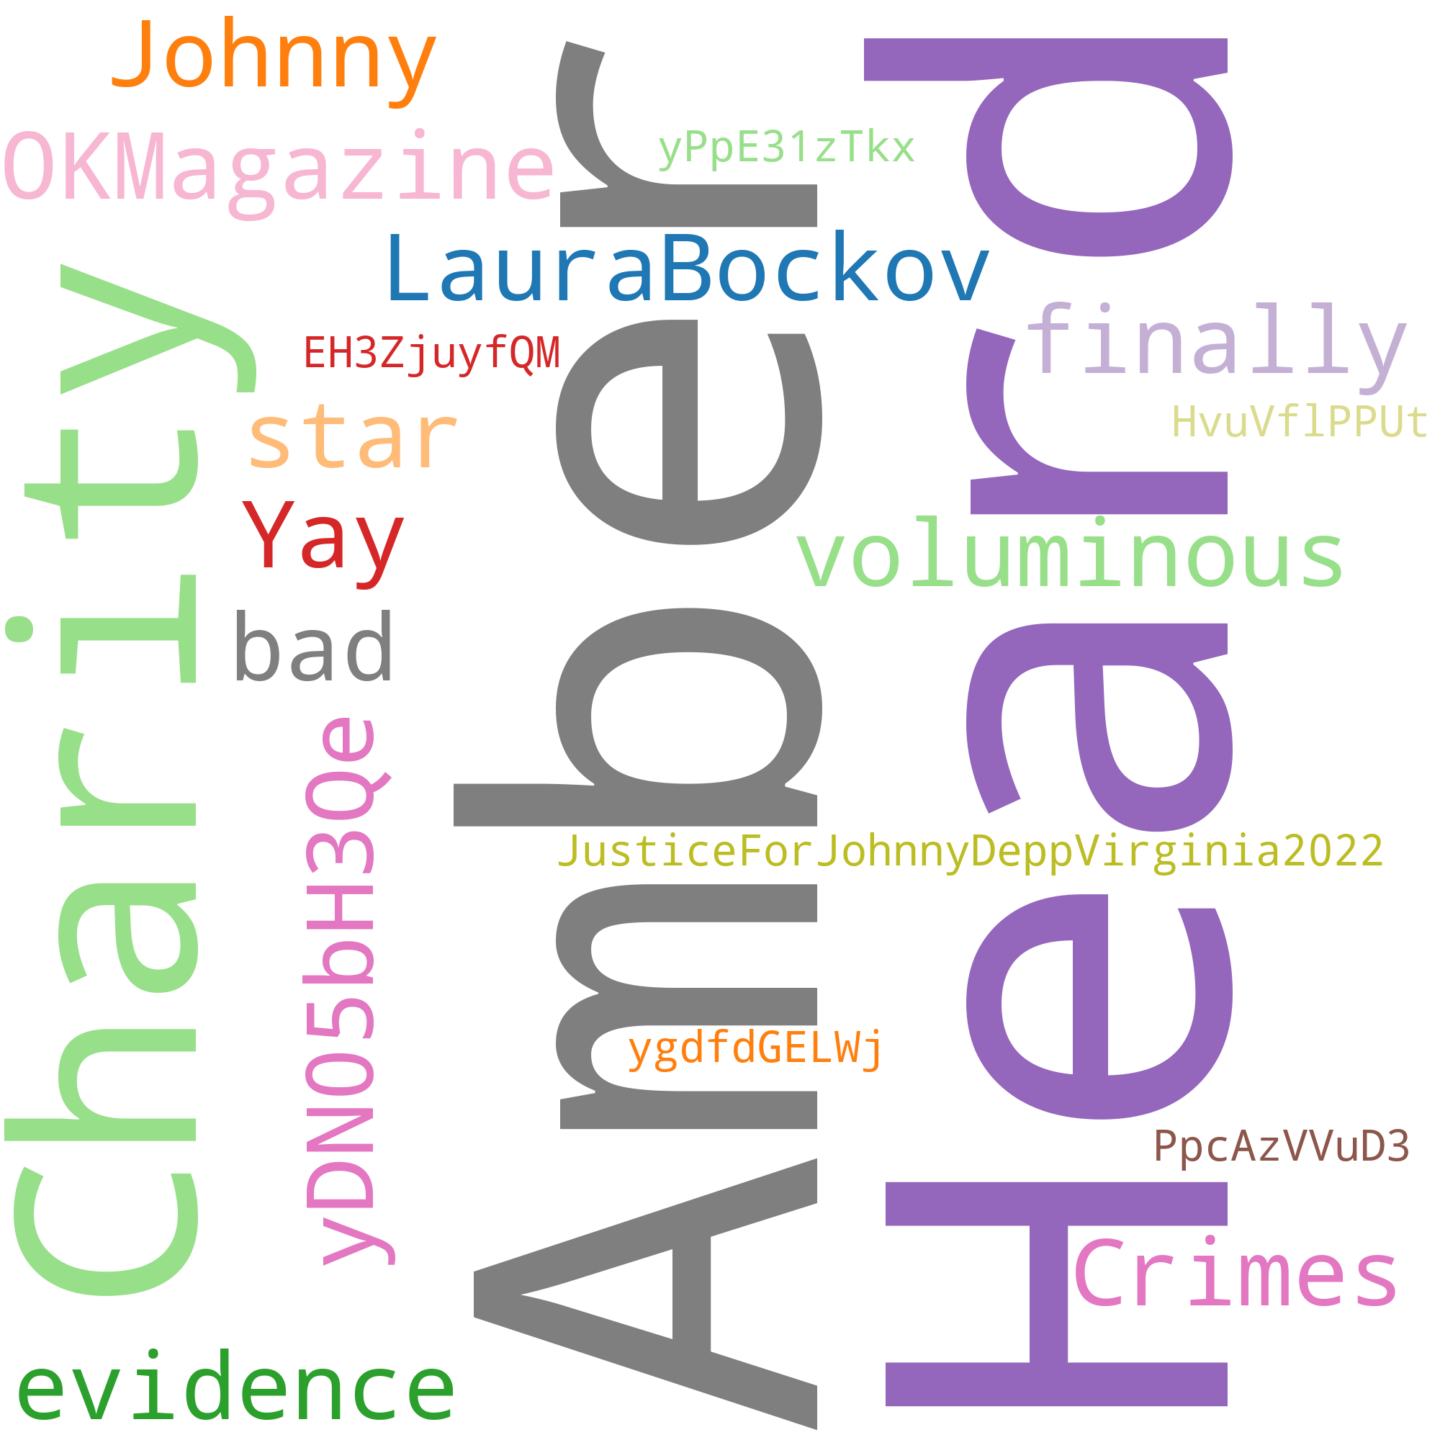 Johnny
OKMagazine
yPpE31zTkx
LauraBockov
EH3ZjuyfQM
finally
star
HvuVflPPUt
Yay
voluminous
bad
Charity
Amber
Heard
yDN05bH3Qe
JusticeForJohnnyDeppVirginia2022
ygdfdGELWj
PpcAzVVuD3
Crimes
evidence